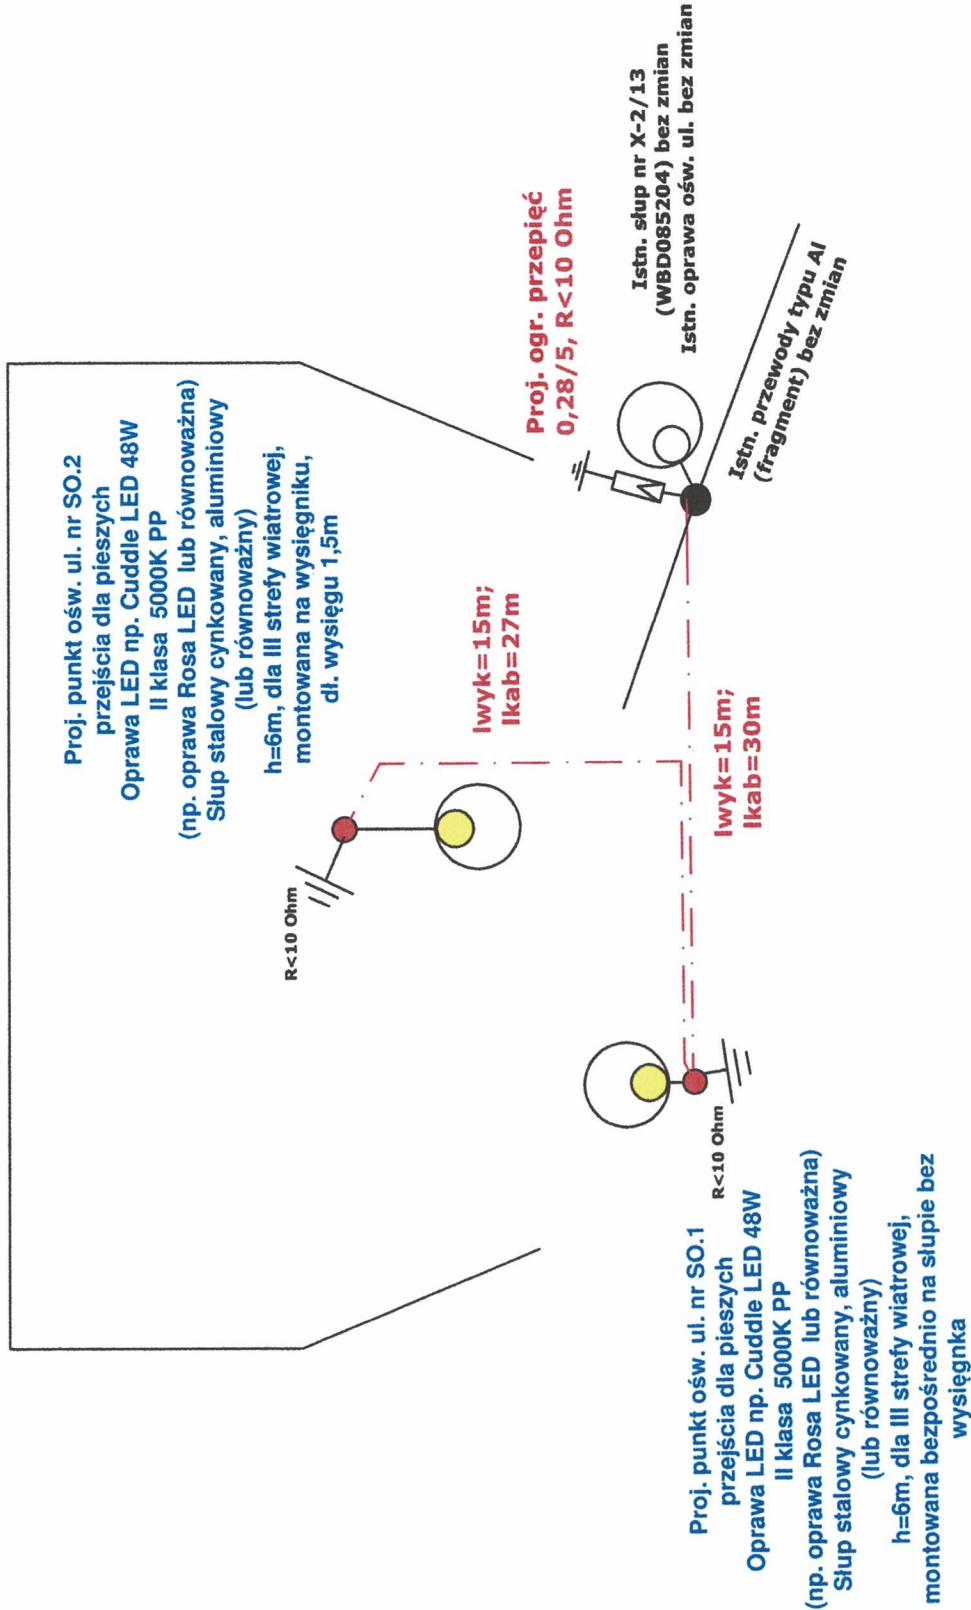 Proj. punkt ośw. ul. nr SO.2
przejścia dla pieszych
Oprawa LED np. Cuddle LED 48W
II klasa 5000K PP
(np. oprawa Rosa LED lub równoważna)
Słup stalowy cynkowany, aluminiowy
(lub równoważny)
h=6m, dla III strefy wiatrowej,
montowana na wysięgniku,
dł. wysięgu 1,5m
R<10 Ohm
lwyk=15m;
lkab=27m
Proj. ogr. przepięć
0,28/5, R<10 Ohm
Istn. słup nr X-2/13
(WBD085204) bez zmian
Istn. oprawa ośw. ul. bez zmian
Istn. przewody typu Al
(fragment) bez zmian
lwyk=15m;
lkab=30m
R<10 Ohm
Proj. punkt ośw. ul. nr SO.1
przejścia dla pieszych
Oprawa LED np. Cuddle LED 48W
II klasa 5000K PP
(np. oprawa Rosa LED lub równoważna)
Słup stalowy cynkowany, aluminiowy
(lub równoważny)
h=6m, dla III strefy wiatrowej,
montowana bezpośrednio na słupie bez
wysięgnka